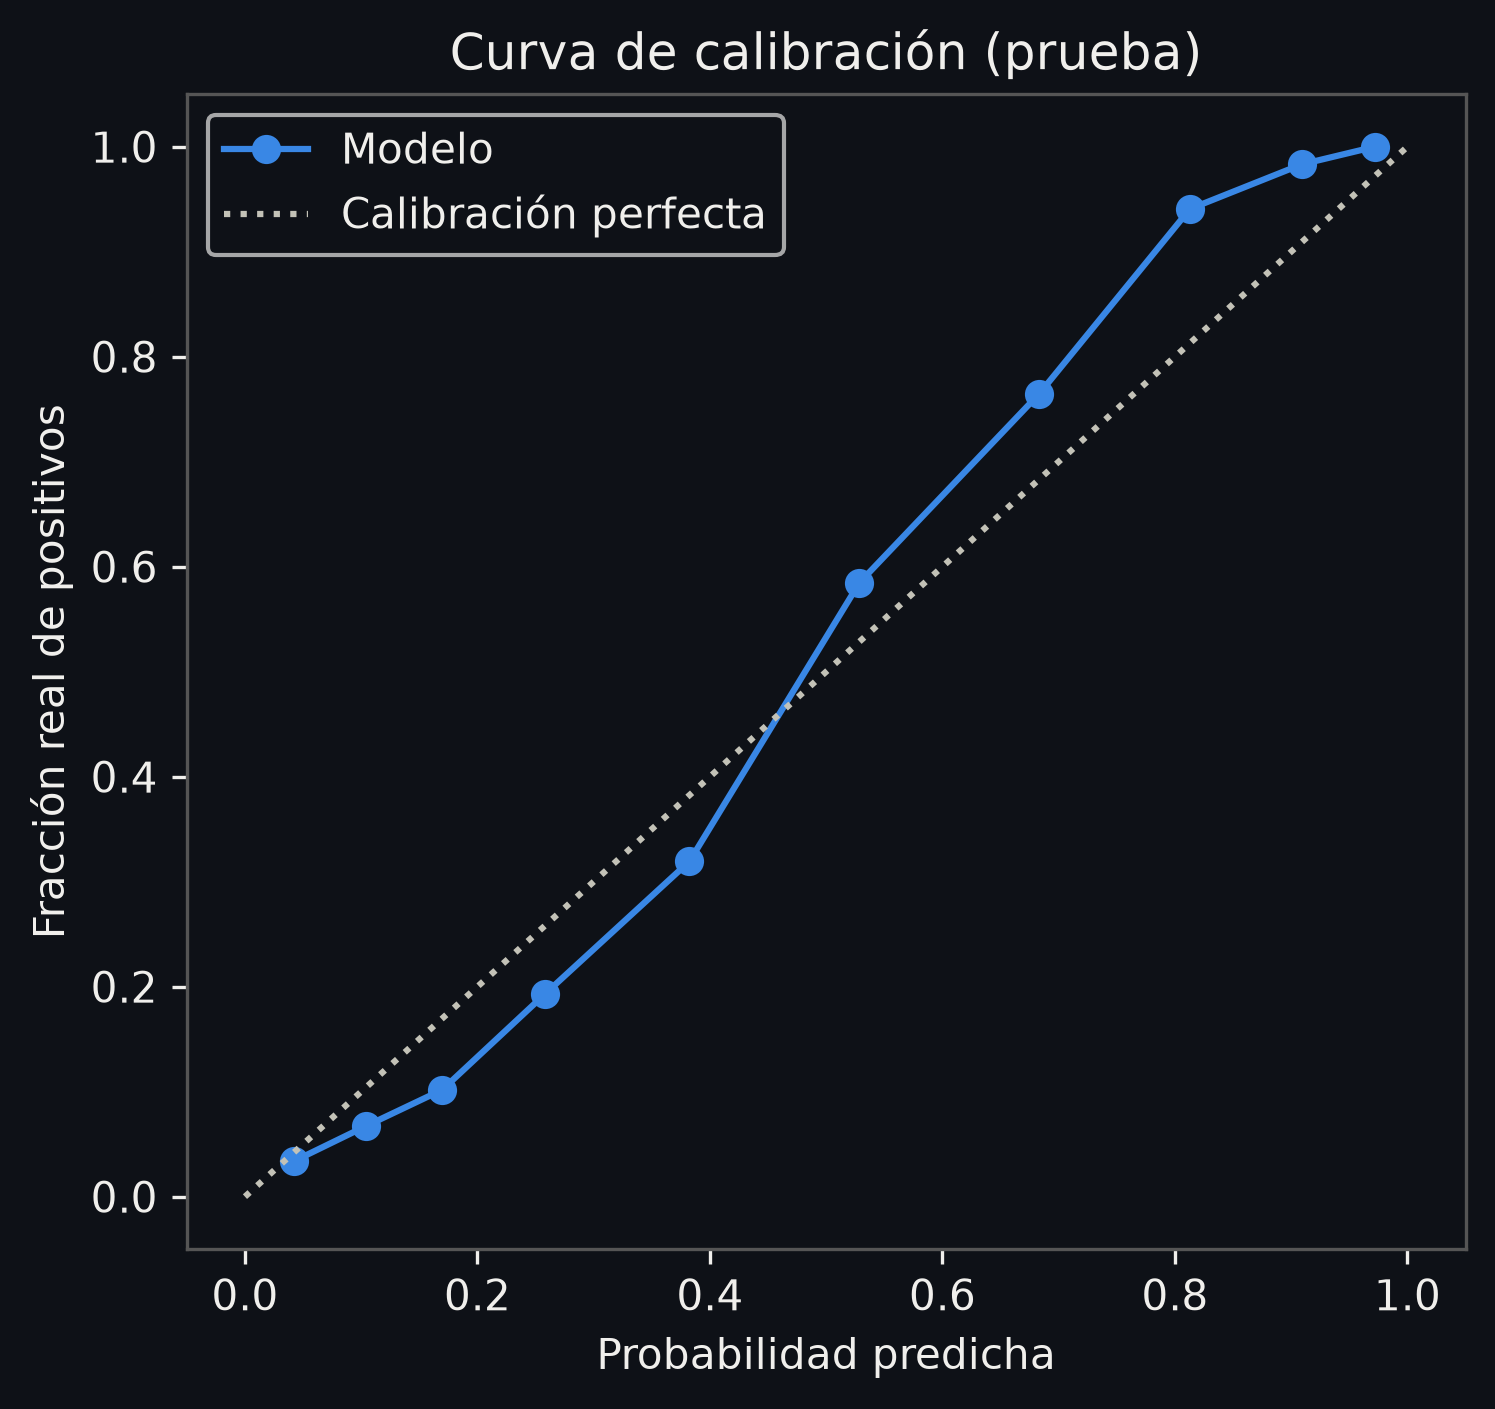 Curva de calibración (prueba)
Modelo
Calibración perfecta
Fracción real de positivos
1.0
0.8
0.6
0.4
0.2
0.0
0.0 0.2 0.4 0.6 0.8 1.0
Probabilidad predicha